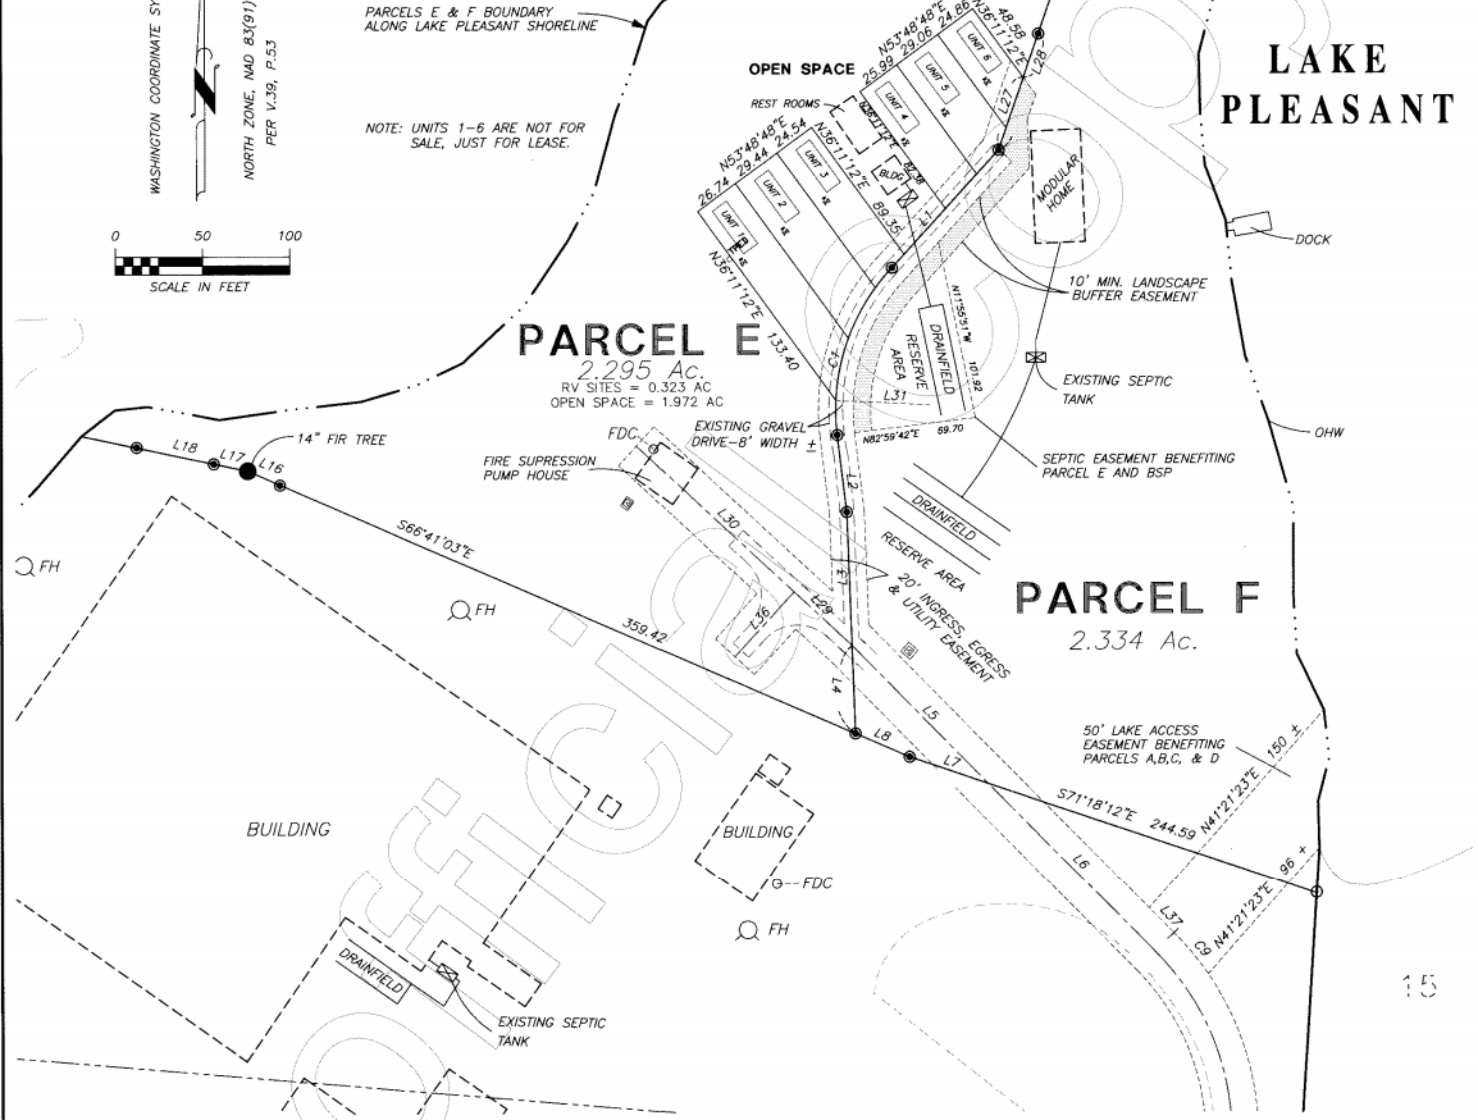 WASHINGTON COORDINATE SY
NORTH ZONE, NAD 83(91)
PER V.39, P.53
PARCELS E & F BOUNDARY
ALONG LAKE PLEASANT SHORELINE
NOTE: UNITS 1-6 ARE NOT FOR
SALE, JUST FOR LEASE.
0 50 100
SCALE IN FEET
OPEN SPACE
REST ROOMS
LAKE
PLEASANT
N53°48'48"E
25.99 29.06 24.86
N36°11'12"E
48.58
L28
L27
UNIT 6
UNIT 5
UNIT 4
N36°11'12"E
82.38
BLDG
N53°48'48"E
26.74 29.44 24.54
N36°11'12"E
89.35
UNIT 3
UNIT 2
UNIT 1
N36°11'12"E
133.40
L1
MODULAR
HOME
DOCK
10' MIN. LANDSCAPE
BUFFER EASEMENT
N11°55'51"W
101.92
DRAINFIELD
RESERVE
AREA
PARCEL E
2.295 Ac.
RV SITES = 0.323 AC
OPEN SPACE = 1.972 AC
L31
EXISTING SEPTIC
TANK
OHW
EXISTING GRAVEL
DRIVE-8' WIDTH ±
N82°59'42"E
59.70
SEPTIC EASEMENT BENEFITING
PARCEL E AND BSP
14" FIR TREE
L18
L17
L16
FDC
FIRE SUPRESSION
PUMP HOUSE
L2
DRAINFIELD
RESERVE AREA
L30
S66°41'03"E
359.42
FH
FH
L29
L36
20' INGRESS, EGRESS
& UTILITY EASEMENT
PARCEL F
2.334 Ac.
L4
L5
L8
L7
50' LAKE ACCESS
EASEMENT BENEFITING
PARCELS A,B,C, & D
N41°21'23"E 150 ±
S71°18'12"E 244.59
L6
N41°21'23"E 96 ±
L37
C9
BUILDING
BUILDING
FDC
FH
DRAINFIELD
EXISTING SEPTIC
TANK
15